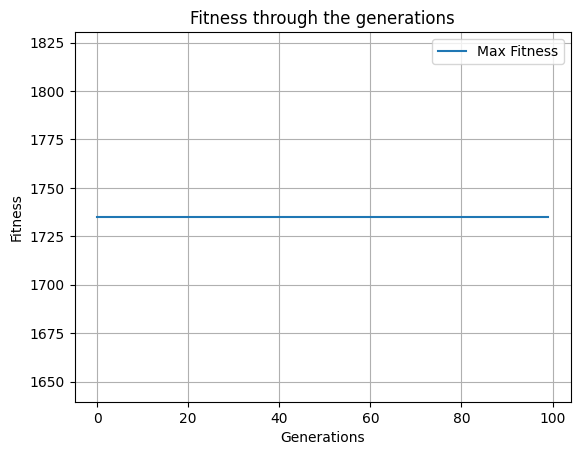 Fitness through the generations
Max Fitness
1825
1800
1775
1750
1725
1700
1675
1650
Fitness
0 20 40 60 80 100
Generations